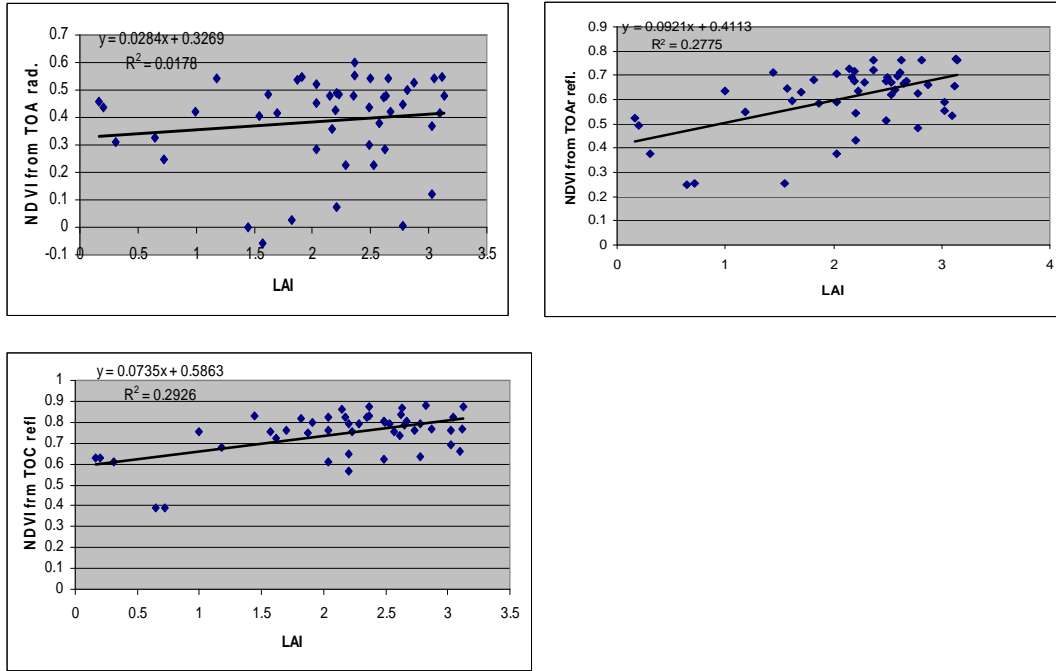 y = 0.0284x + 0.3269
R² = 0.0178
0.7
0.6
0.5
0.4
0.3
0.2
0.1
0
-0.1
NDVI from TOA rad.
0 0.5 1 1.5 2 2.5 3 3.5
LAI
y = 0.0921x + 0.4113
R² = 0.2775
0.9
0.8
0.7
0.6
0.5
0.4
0.3
0.2
0.1
0
NDVI from TOAr refl.
0 1 2 3 4
LAI
y = 0.0735x + 0.5863
R² = 0.2926
1
0.9
0.8
0.7
0.6
0.5
0.4
0.3
0.2
0.1
0
NDVI frm TOC refl
0 0.5 1 1.5 2 2.5 3 3.5
LAI